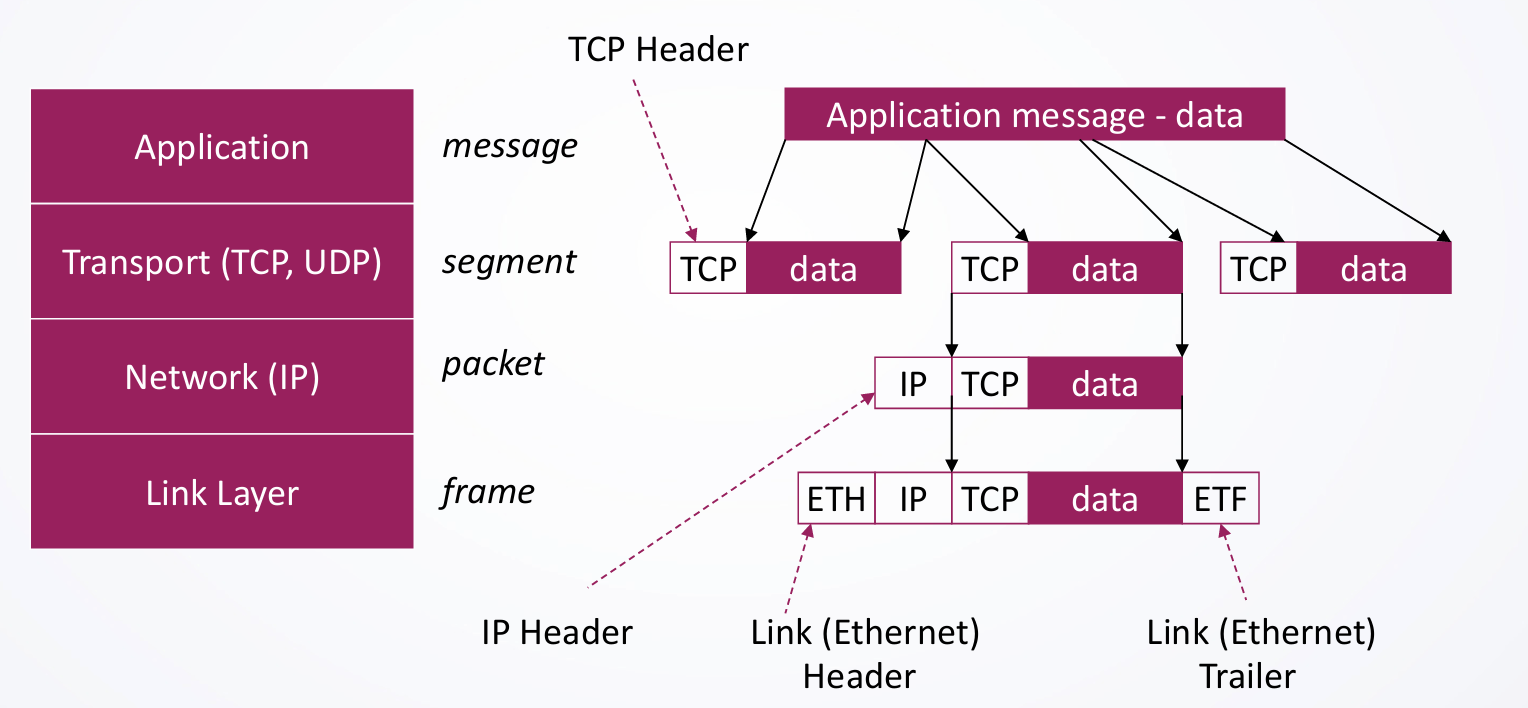 TCP Header
Application message - data
Application
message
Transport (TCP, UDP)
segment
TCP data
TCP data
TCP data
Network (IP)
packet
IP TCP data
Link Layer
frame
ETH IP TCP data ETF
IP Header
Link (Ethernet)
Header
Link (Ethernet)
Trailer